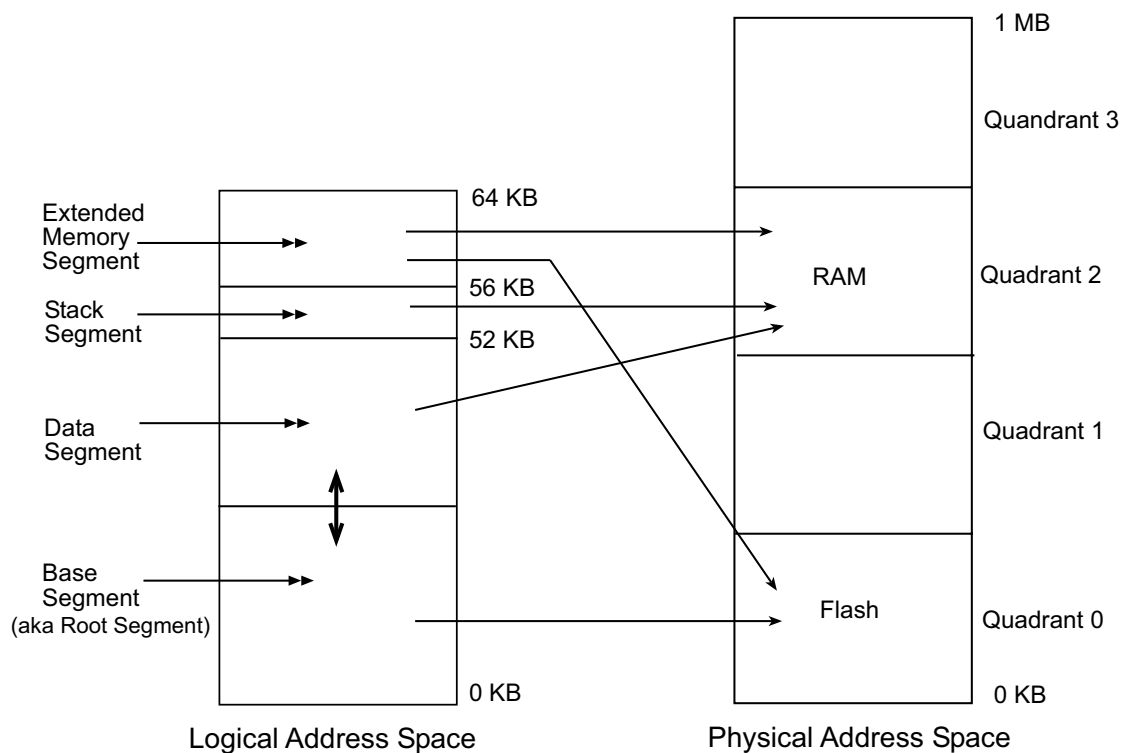 1 MB
Quandrant 3
64 KB
Extended
Memory
Segment
RAM
Quadrant 2
56 KB
Stack
Segment
52 KB
Data
Segment
Quadrant 1
Base
Segment
(aka Root Segment)
Flash
Quadrant 0
0 KB
0 KB
Logical Address Space
Physical Address Space